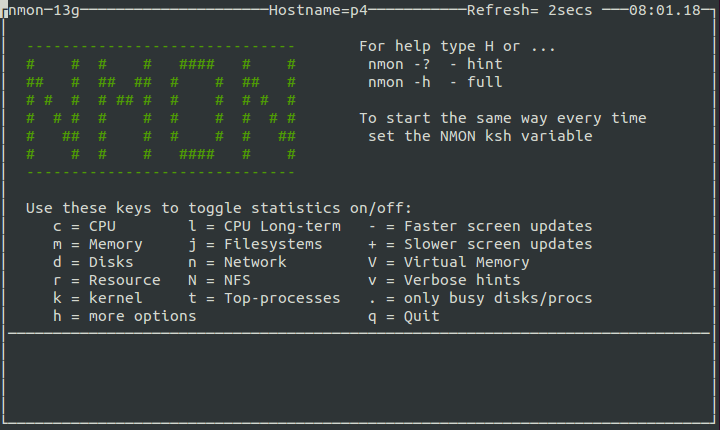 nmon─13g─────────────────────Hostname=p4───────────Refresh= 2secs ───08:01.18─
------------------------------ For help type H or ...
#    #  #    #   ####   #    # nmon -?  - hint
##   #  ##  ##  #    #  ##   # nmon -h  - full
# #  #  # ## #  #    #  # #  #
#  # #  #    #  #    #  #  # # To start the same way every time
#   ##  #    #  #    #  #   ## set the NMON ksh variable
#    #  #    #   ####   #    #
------------------------------
Use these keys to toggle statistics on/off:
c = CPU        l = CPU Long-term   - = Faster screen updates
m = Memory     j = Filesystems     + = Slower screen updates
d = Disks      n = Network         V = Virtual Memory
r = Resource   N = NFS             v = Verbose hints
k = kernel     t = Top-processes   . = only busy disks/procs
h = more options                   q = Quit